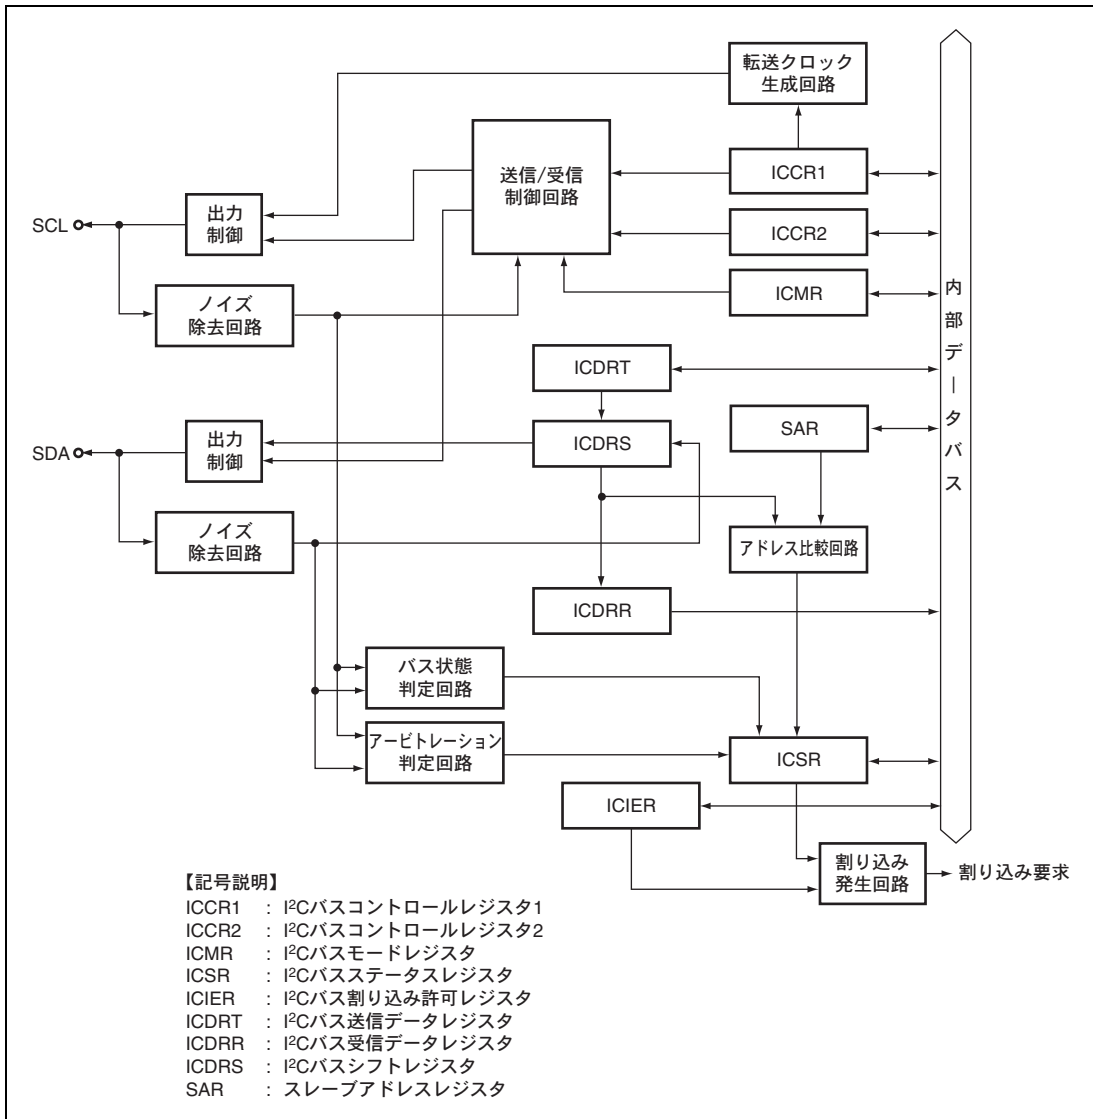 転送クロック
生成回路
送信/受信
制御回路
ICCR1
出力
制御
SCL
ICCR2
ノイズ
除去回路
ICMR
内部データバス
ICDRT
SAR
出力
制御
SDA
ICDRS
ノイズ
除去回路
アドレス比較回路
ICDRR
バス状態
判定回路
アービトレーション
判定回路
ICSR
ICIER
割り込み
発生回路
割り込み要求
【記号説明】
ICCR1 : I²Cバスコントロールレジスタ1
ICCR2 : I²Cバスコントロールレジスタ2
ICMR : I²Cバスモードレジスタ
ICSR : I²Cバスステータスレジスタ
ICIER : I²Cバス割り込み許可レジスタ
ICDRT : I²Cバス送信データレジスタ
ICDRR : I²Cバス受信データレジスタ
ICDRS : I²Cバスシフトレジスタ
SAR : スレーブアドレスレジスタ